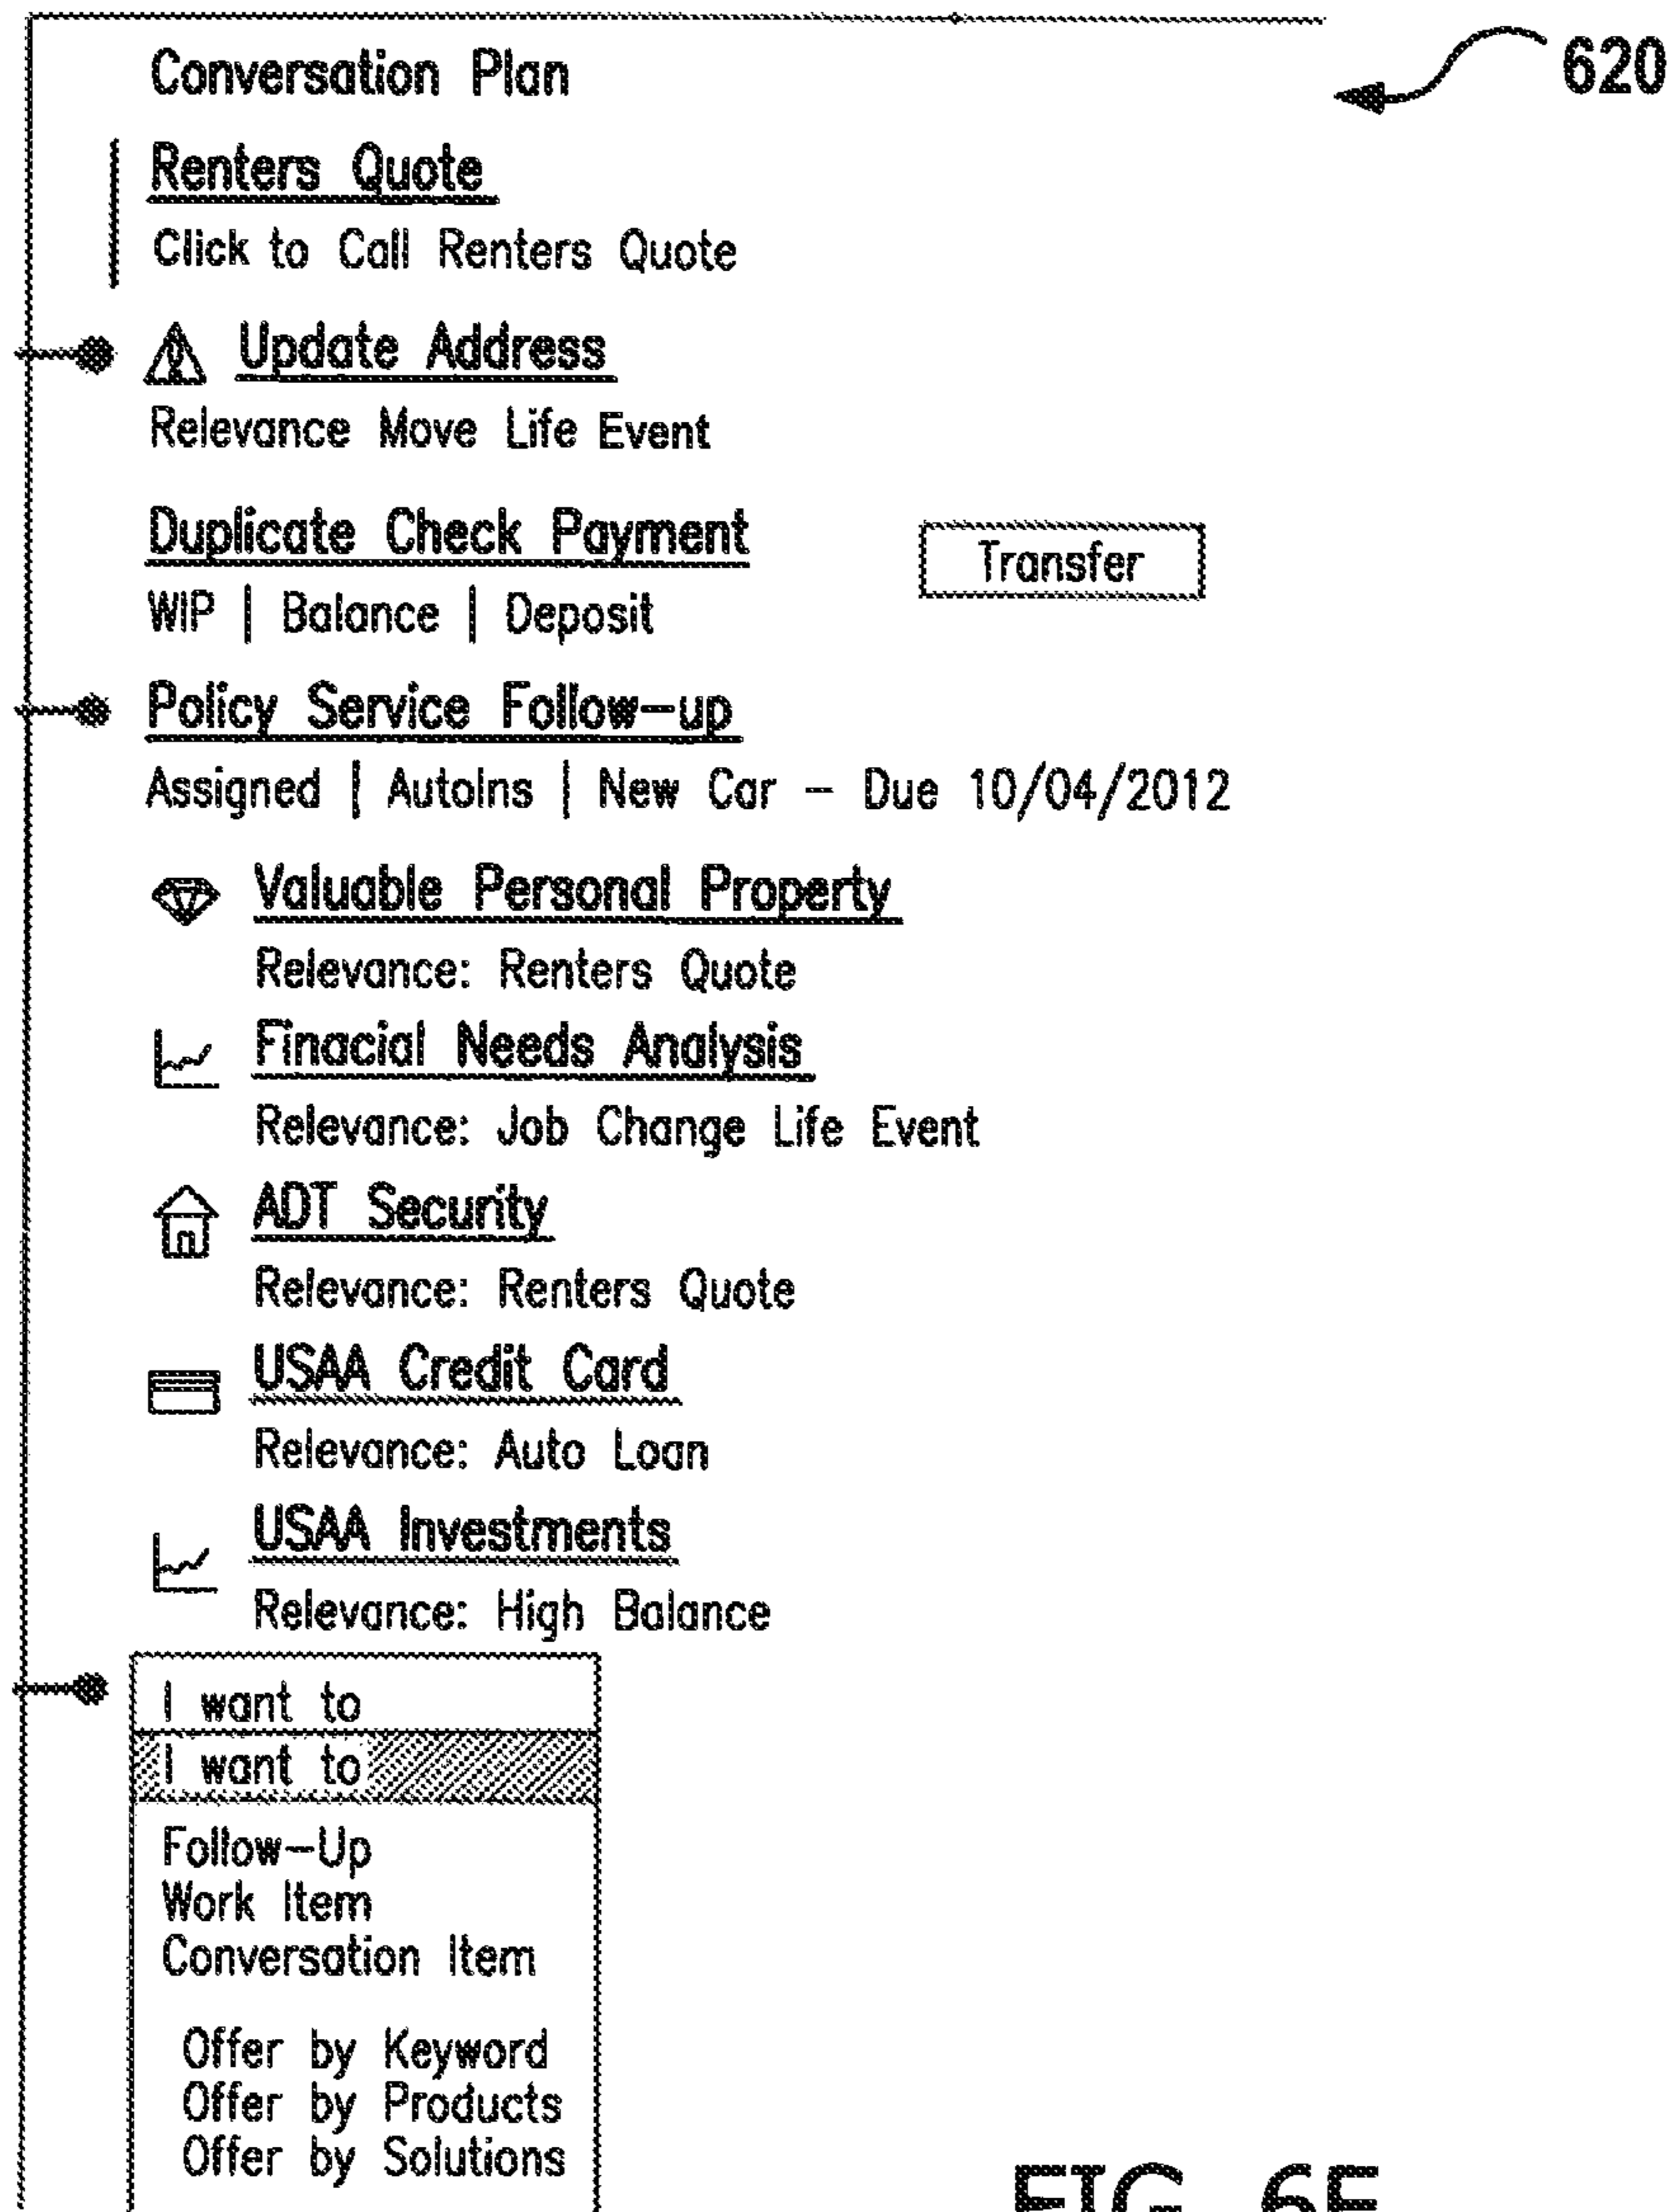 620
Conversation Plan
Renters Quote
Click to Call Renters Quote
Update Address
Relevance Move Life Event
Duplicate Check Payment
Transfer
WIP | Balance | Deposit
Policy Service Follow-up
Assigned | AutoIns | New Car – Due 10/04/2012
Valuable Personal Property
Relevance: Renters Quote
Finacial Needs Analysis
Relevance: Job Change Life Event
ADT Security
Relevance: Renters Quote
USAA Credit Card
Relevance: Auto Loan
USAA Investments
Relevance: High Balance
I want to
I want to
Follow-Up
Work Item
Conversation Item
Offer by Keyword
Offer by Products
Offer by Solutions